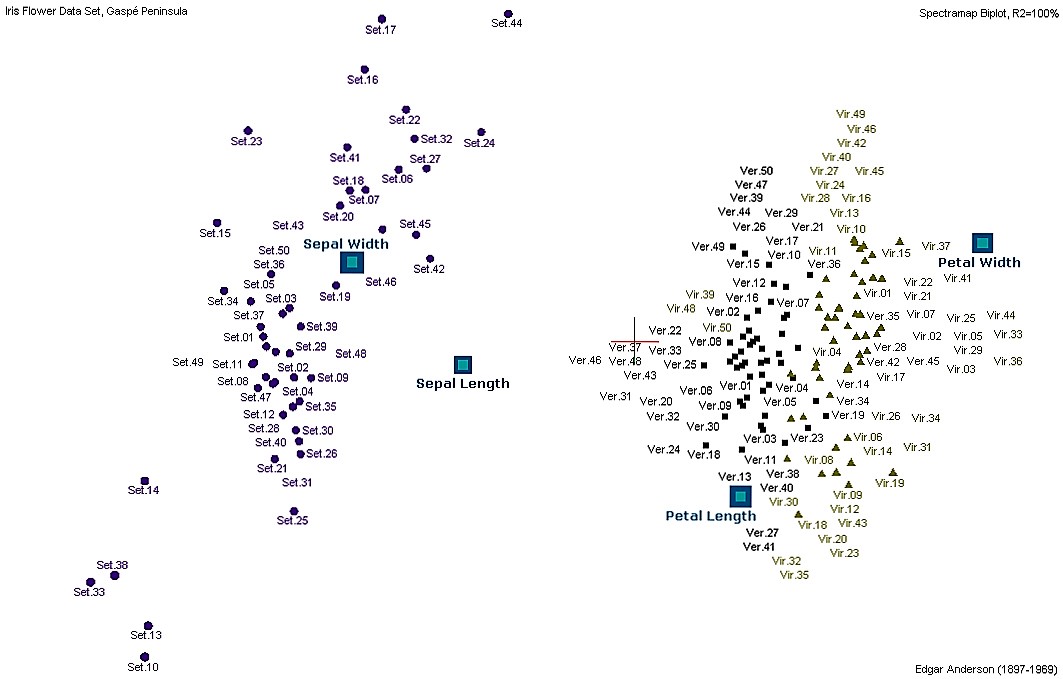 Iris Flower Data Set, Gaspé Peninsula
Spectramap Biplot, R2=100%
Set.17
Set.44
Set.16
Set.22
Set.23
Set.32
Set.24
Set.41
Set.27
Set.18
Set.06
Set.07
Set.20
Set.15
Set.43
Set.45
Sepal Width
Set.50
Set.36
Set.42
Set.05
Set.46
Set.34
Set.03
Set.19
Set.37
Set.39
Set.01
Set.29
Set.48
Set.49
Set.11
Set.02
Set.08
Set.09
Sepal Length
Set.47
Set.04
Set.12
Set.35
Set.28
Set.30
Set.40
Set.26
Set.21
Set.31
Set.14
Set.25
Set.38
Set.33
Set.13
Set.10
Vir.49
Vir.46
Vir.42
Vir.40
Ver.50
Vir.27
Vir.45
Ver.47
Vir.24
Ver.39
Vir.28
Vir.16
Ver.44
Ver.29
Vir.13
Ver.26
Ver.21
Vir.10
Ver.49
Ver.17
Ver.10
Vir.11
Vir.15
Vir.37
Petal Width
Ver.15
Ver.36
Ver.12
Vir.22
Vir.41
Vir.39
Ver.16
Ver.07
Vir.01
Vir.21
Vir.48
Ver.02
Vir.35
Vir.07
Vir.25
Vir.44
Ver.22
Vir.50
Ver.08
Vir.02
Vir.05
Vir.33
Ver.37
Ver.33
Vir.04
Ver.28
Vir.29
Ver.46
Ver.48
Ver.25
Ver.42
Ver.45
Vir.03
Vir.36
Ver.43
Ver.01
Ver.04
Vir.14
Vir.17
Ver.31
Ver.20
Ver.06
Ver.09
Ver.05
Ver.34
Ver.32
Ver.19
Vir.26
Vir.34
Ver.30
Ver.03
Ver.23
Vir.06
Ver.24
Ver.18
Ver.11
Vir.08
Vir.14
Vir.31
Ver.13
Ver.38
Vir.19
Ver.40
Vir.30
Vir.09
Petal Length
Vir.12
Vir.18
Vir.43
Ver.27
Vir.20
Ver.41
Vir.23
Vir.32
Vir.35
Edgar Anderson (1897-1969)